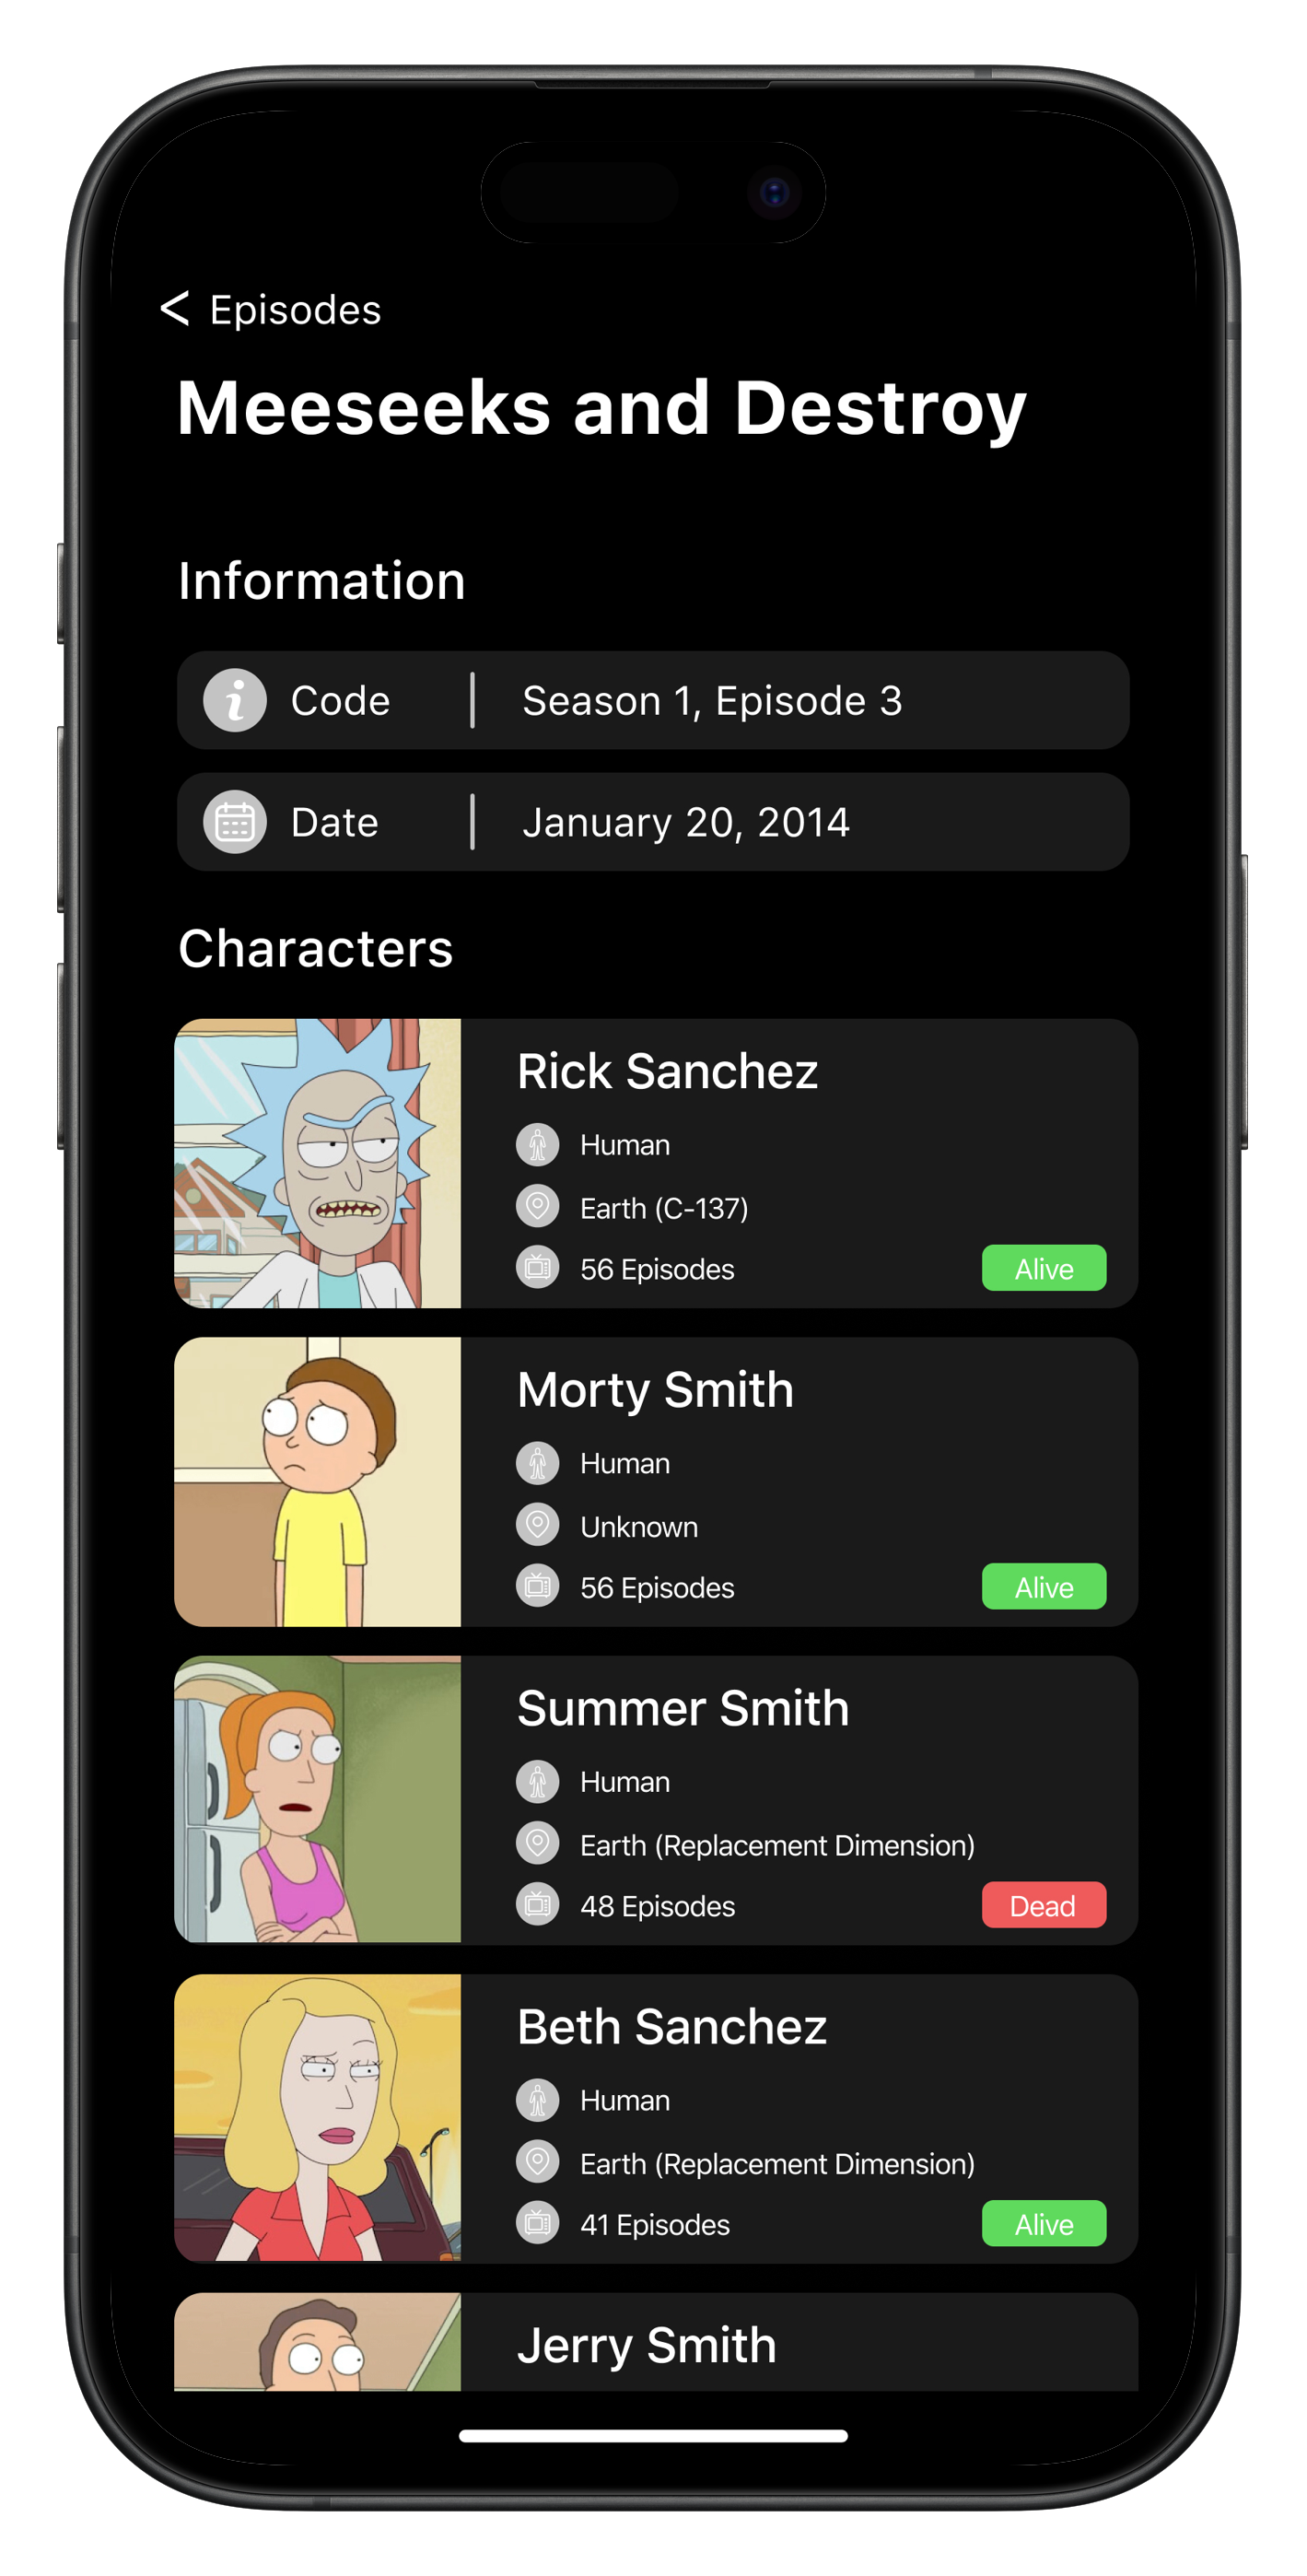 < Episodes
Meeseeks and Destroy
Information
Code | Season 1, Episode 3
Date | January 20, 2014
Characters
Rick Sanchez
Human
Earth (C-137)
56 Episodes Alive
Morty Smith
Human
Unknown
56 Episodes Alive
Summer Smith
Human
Earth (Replacement Dimension)
48 Episodes Dead
Beth Sanchez
Human
Earth (Replacement Dimension)
41 Episodes Alive
Jerry Smith